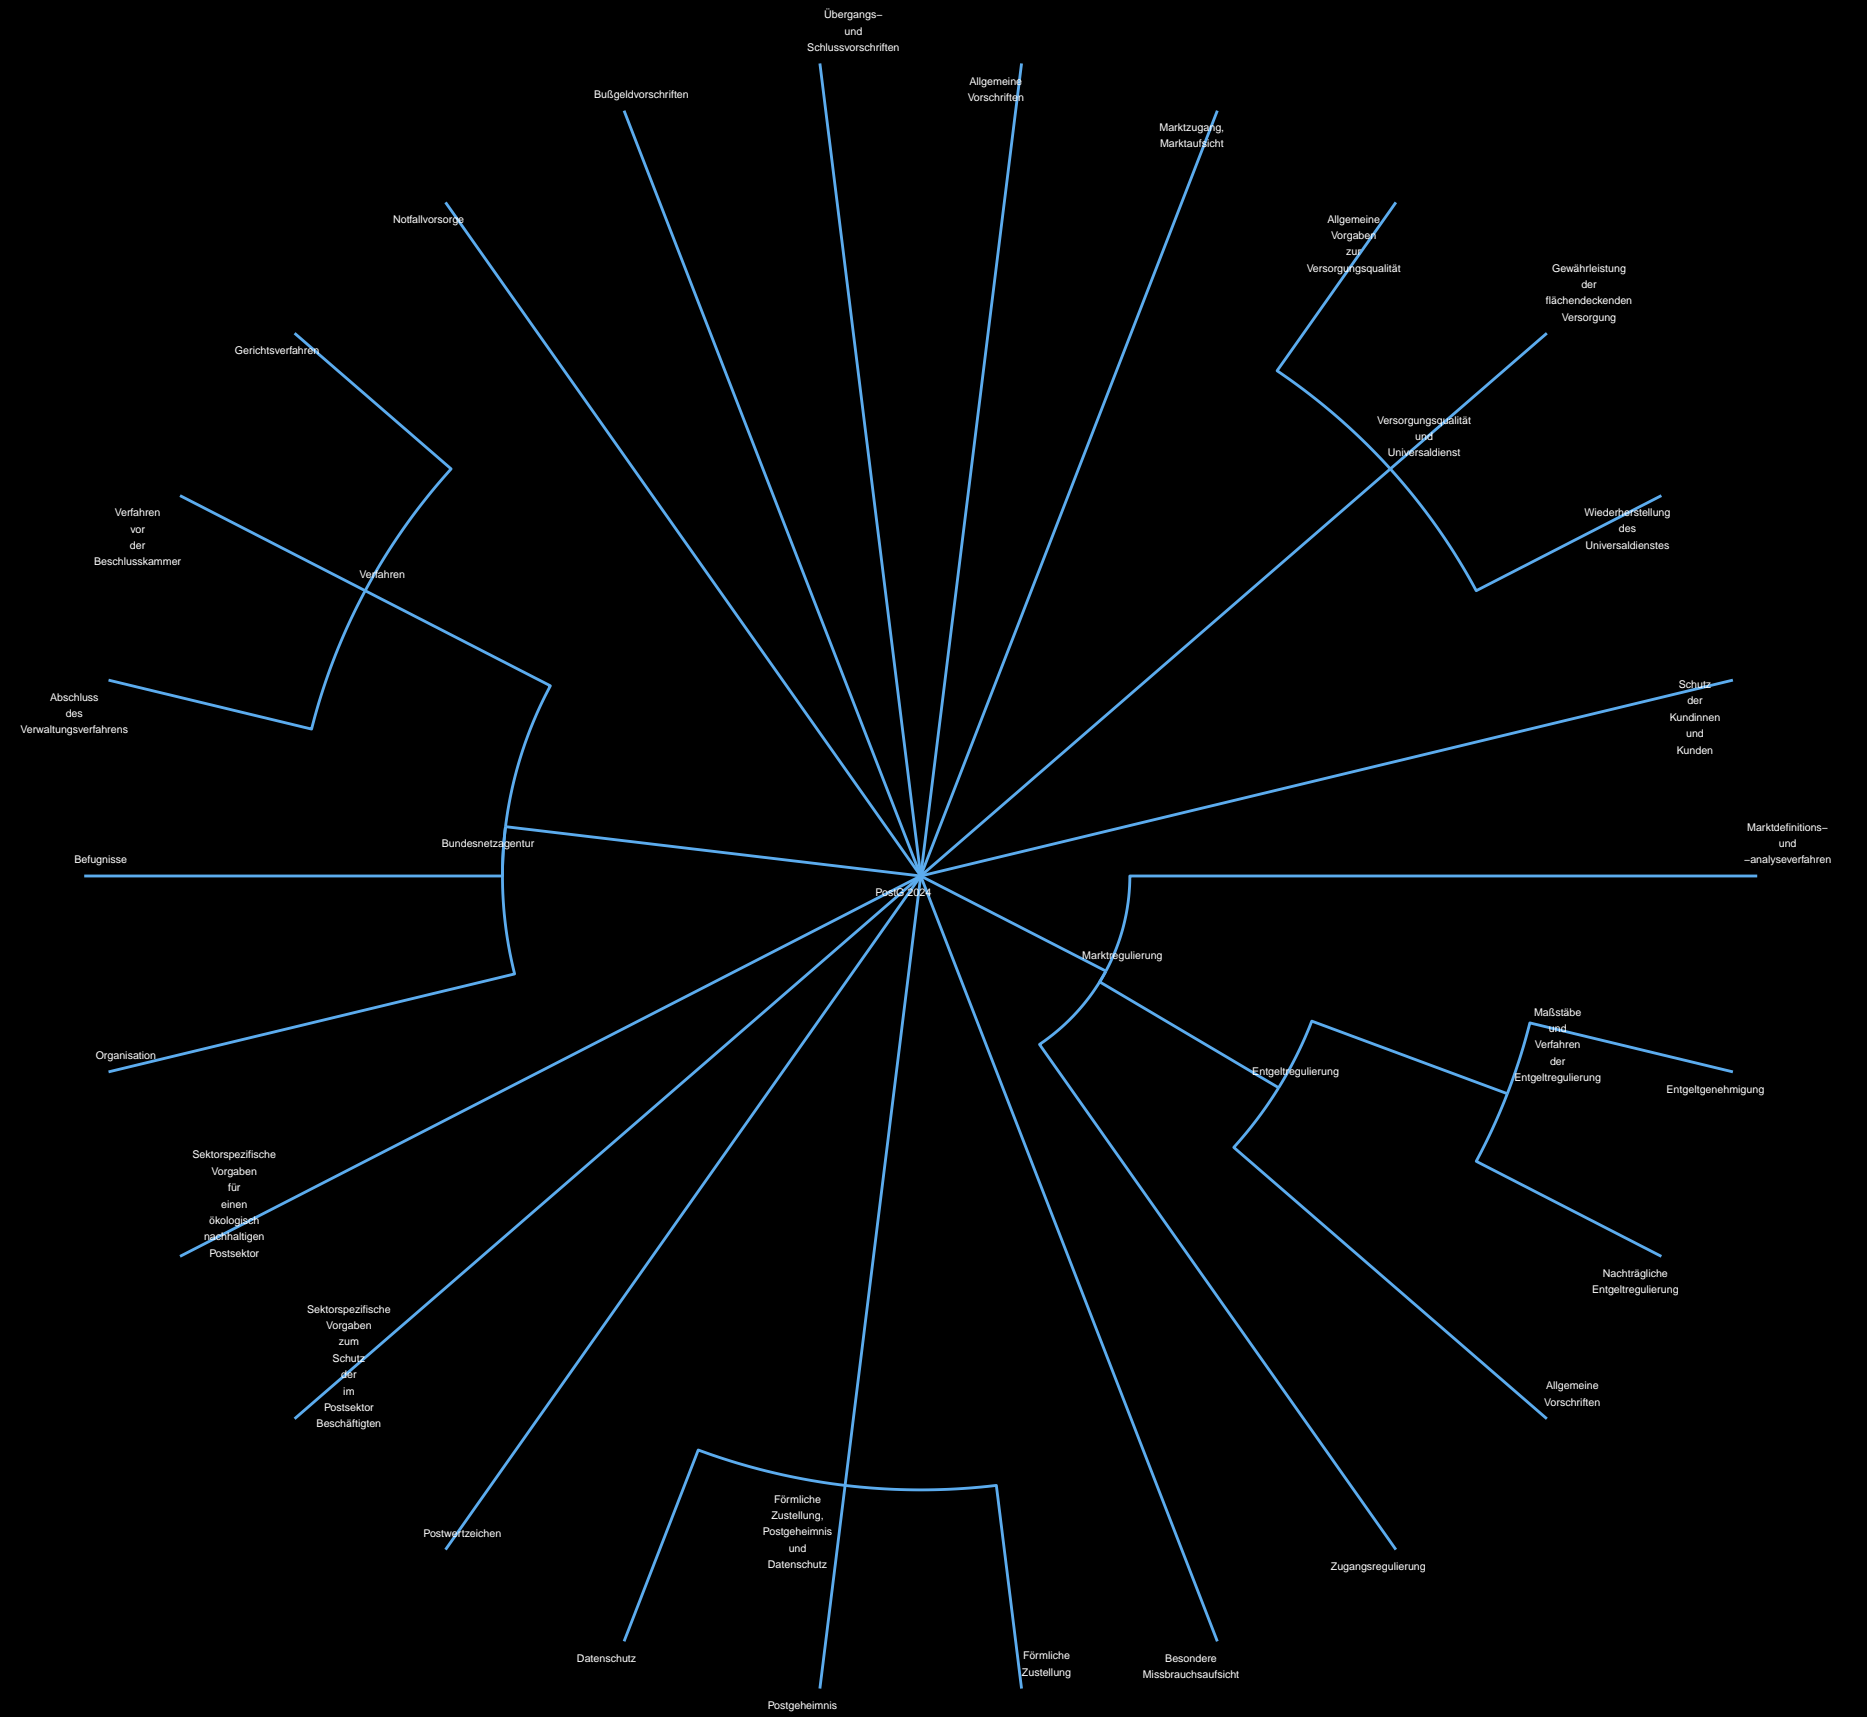 Übergangs–
und
Schlussvorschriften
Allgemeine
Vorschriften
Bußgeldvorschriften
Marktzugang,
Marktaufsicht
Notfallvorsorge
Allgemeine
Vorgaben
zur
Versorgungsqualität
Gewährleistung
der
flächendeckenden
Versorgung
Gerichtsverfahren
Versorgungsqualität
und
Universaldienst
Verfahren
vor
der
Beschlusskammer
Wiederherstellung
des
Universaldienstes
Verfahren
Abschluss
des
Verwaltungsverfahrens
Schutz
der
Kundinnen
und
Kunden
Bundesnetzagentur
Marktdefinitions–
und
–analyseverfahren
Befugnisse
PostG 2024
Marktregulierung
Organisation
Entgeltregulierung
Maßstäbe
und
Verfahren
der
Entgeltregulierung
Entgeltgenehmigung
Sektorspezifische
Vorgaben
für
einen
ökologisch
nachhaltigen
Postsektor
Nachträgliche
Entgeltregulierung
Sektorspezifische
Vorgaben
zum
Schutz
der
im
Postsektor
Beschäftigten
Allgemeine
Vorschriften
Postwertzeichen
Förmliche
Zustellung,
Postgeheimnis
und
Datenschutz
Zugangsregulierung
Datenschutz
Förmliche
Zustellung
Besondere
Missbrauchsaufsicht
Postgeheimnis